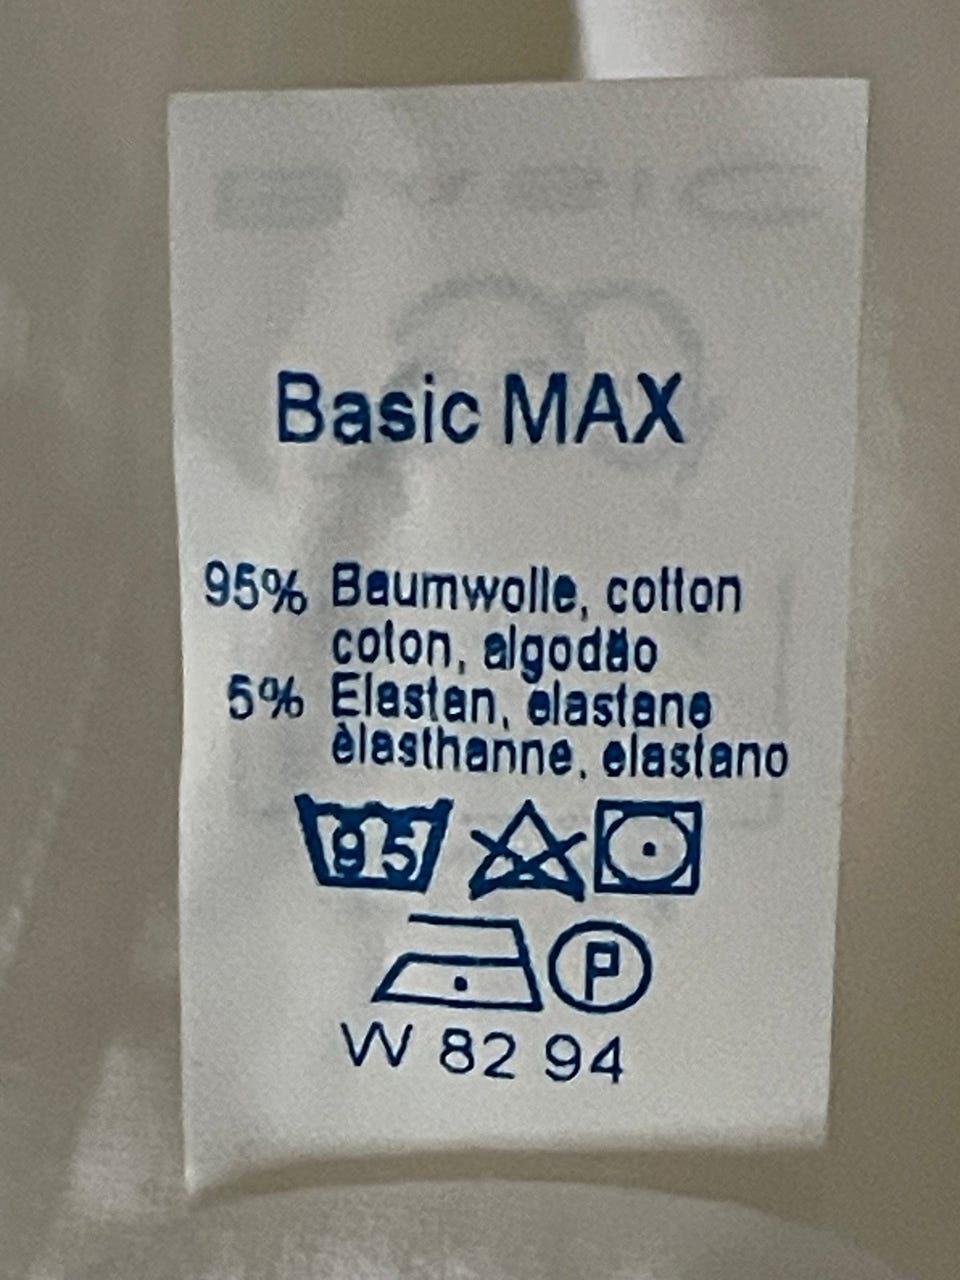 Basic MAX
95% Baumwolle, cotton
coton, algodão
5% Elastan, elastane
èlasthanne, elastano
95
P
W 82 94